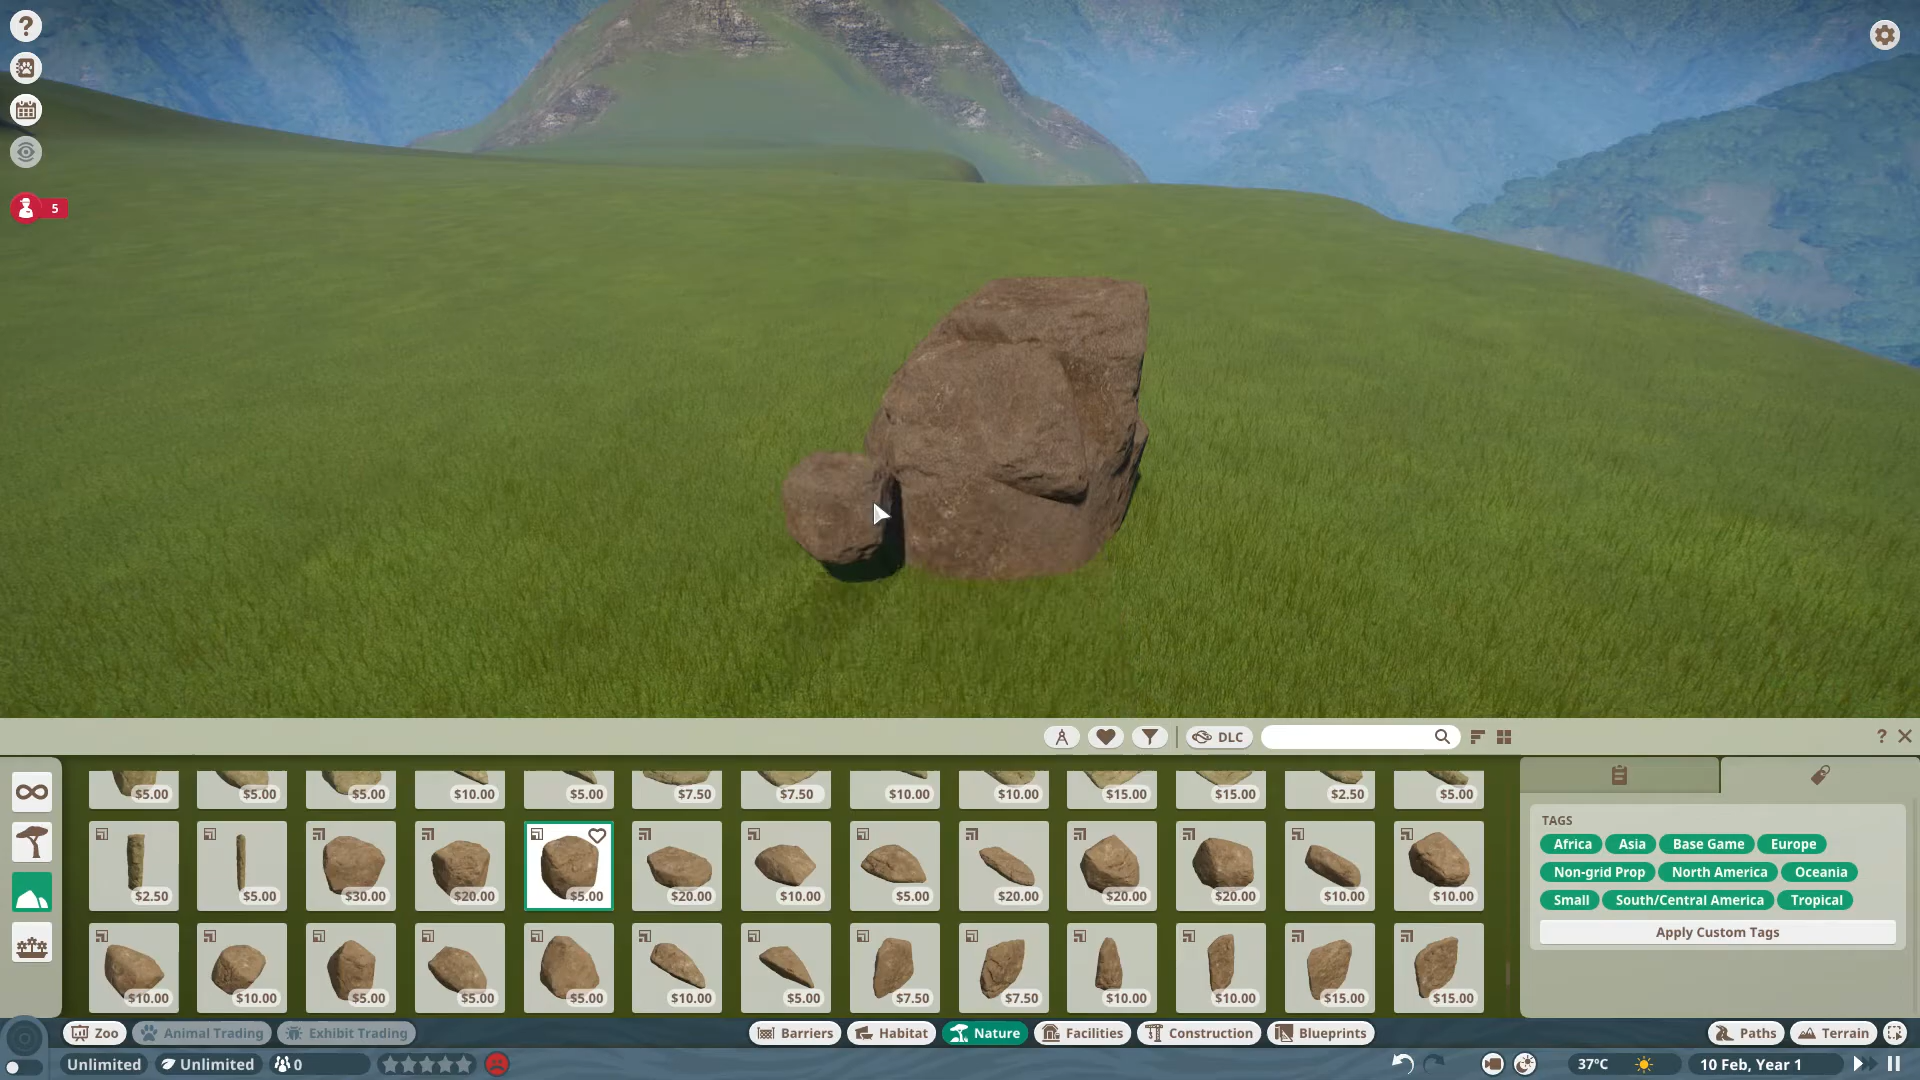 ?
5
DLC
?
$5.00 $5.00 $5.00 $10.00 $5.00 $7.50 $7.50 $10.00 $10.00 $15.00 $15.00 $2.50 $5.00
$2.50 $5.00 $30.00 $20.00 $5.00 $20.00 $10.00 $5.00 $20.00 $20.00 $20.00 $10.00 $10.00
$10.00 $10.00 $5.00 $5.00 $5.00 $10.00 $5.00 $7.50 $7.50 $10.00 $10.00 $15.00 $15.00
TAGS
Africa Asia Base Game Europe
Non-grid Prop North America Oceania
Small South/Central America Tropical
Apply Custom Tags
Zoo Animal Trading Exhibit Trading Barriers Habitat Nature Facilities Construction Blueprints Paths Terrain
Unlimited Unlimited 0 37°C 10 Feb, Year 1